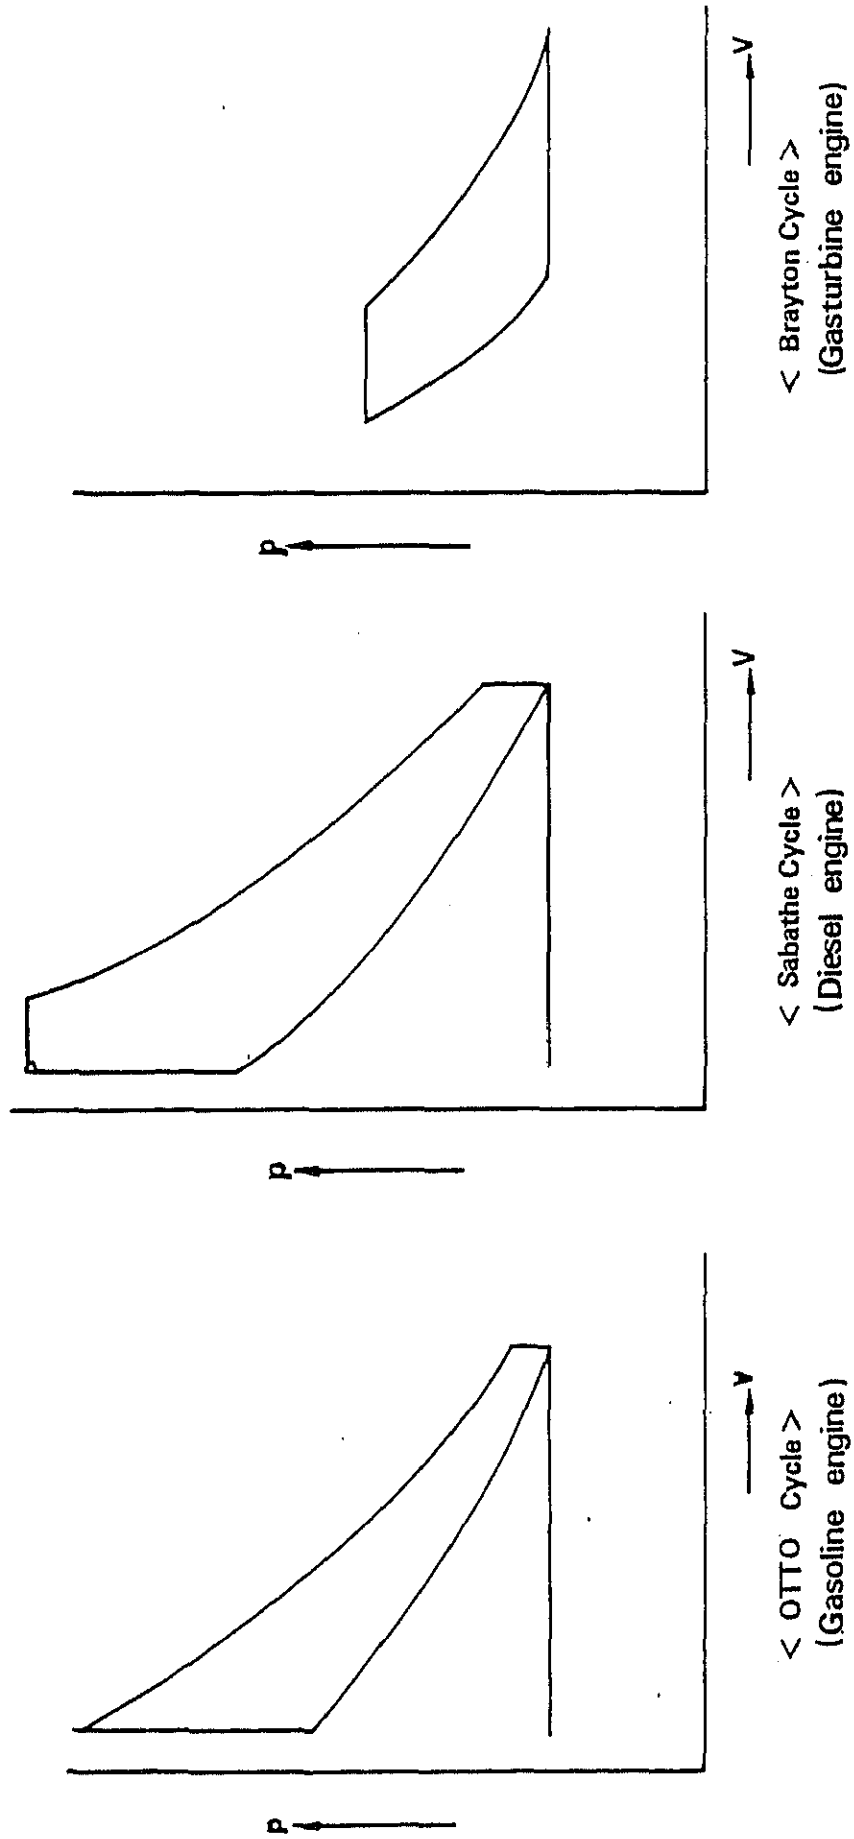 P
V
< OTTO Cycle >
(Gasoline engine)
P
V
< Sabathe Cycle >
(Diesel engine)
P
V
< Brayton Cycle >
(Gasturbine engine)